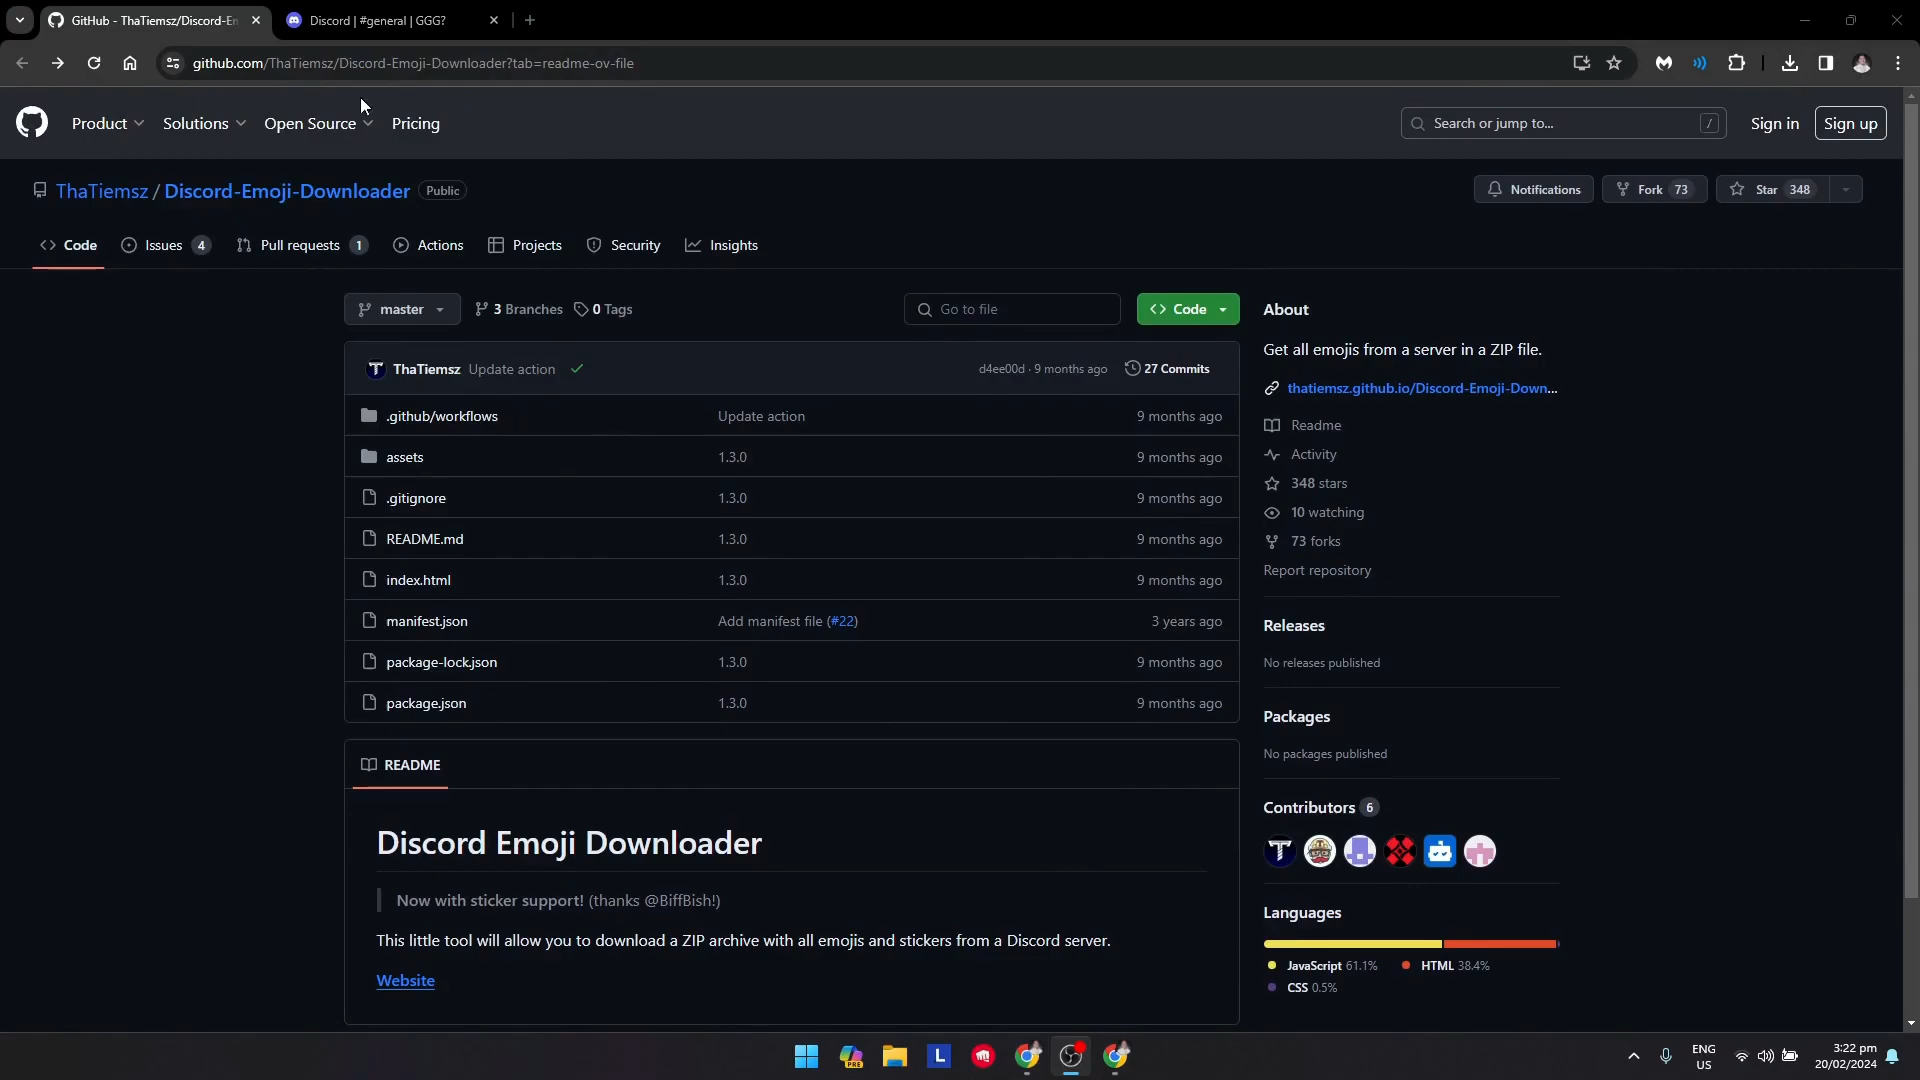 GitHub - ThaTiemsz/Discord-Em
Discord | #general | GGG?
github.com/ThaTiemsz/Discord-Emoji-Downloader?tab=readme-ov-file
Product
Solutions
Open Source
Pricing
Search or jump to...
/
Sign in
Sign up
ThaTiemsz / Discord-Emoji-Downloader
Public
Notifications
Fork 73
Star 348
Code
Issues 4
Pull requests 1
Actions
Projects
Security
Insights
master
3 Branches
0 Tags
Go to file
Code
ThaTiemsz Update action
d4ee00d · 9 months ago
27 Commits
.github/workflows Update action 9 months ago
assets 1.3.0 9 months ago
.gitignore 1.3.0 9 months ago
README.md 1.3.0 9 months ago
index.html 1.3.0 9 months ago
manifest.json Add manifest file (#22) 3 years ago
package-lock.json 1.3.0 9 months ago
package.json 1.3.0 9 months ago
README
Discord Emoji Downloader
Now with sticker support! (thanks @BiffBish!)
This little tool will allow you to download a ZIP archive with all emojis and stickers from a Discord server.
Website
About
Get all emojis from a server in a ZIP file.
thatiemsz.github.io/Discord-Emoji-Down...
Readme
Activity
348 stars
10 watching
73 forks
Report repository
Releases
No releases published
Packages
No packages published
Contributors 6
T
Languages
JavaScript 61.1%
HTML 38.4%
CSS 0.5%
PRE
L
ENG
US
3:22 pm
20/02/2024